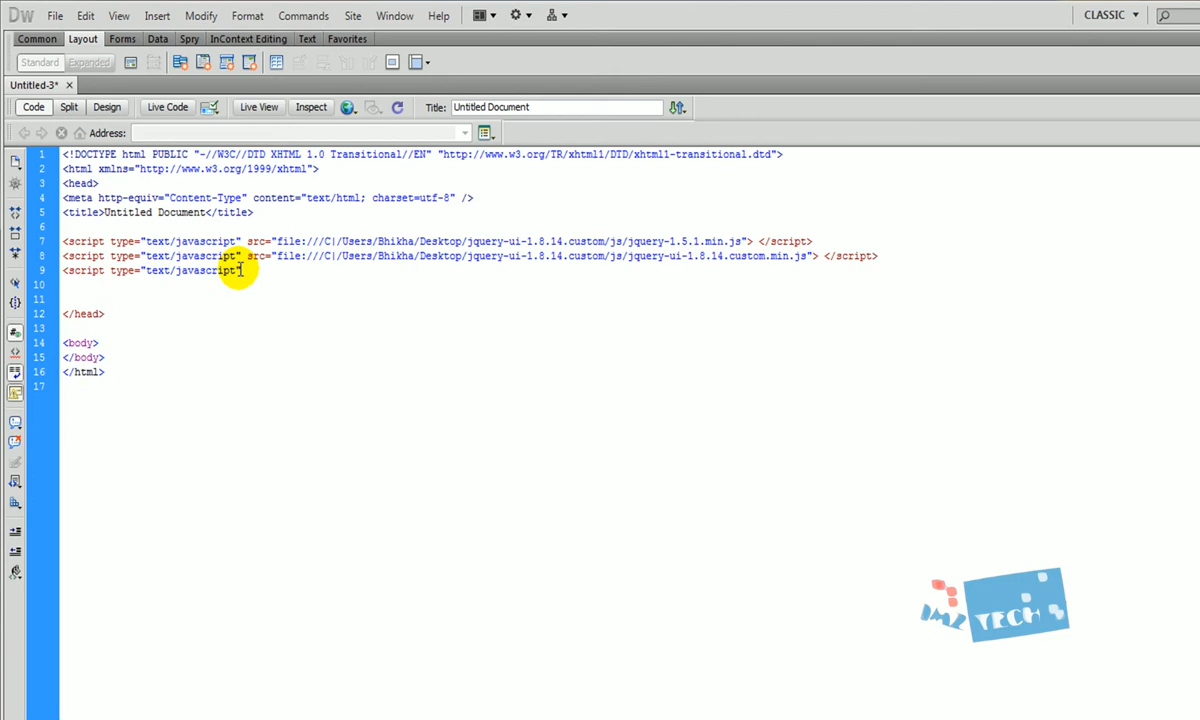 Dw File Edit View Insert Modify Format Commands Site Window Help CLASSIC
Common Layout Forms Data Spry InContext Editing Text Favorites
Standard Expanded
Untitled-3*
Code Split Design Live Code Live View Inspect Title: Untitled Document
Address:
1 <!DOCTYPE html PUBLIC "-//W3C//DTD XHTML 1.0 Transitional//EN" "http://www.w3.org/TR/xhtml1/DTD/xhtml1-transitional.dtd">
2 <html xmlns="http://www.w3.org/1999/xhtml">
3 <head>
4 <meta http-equiv="Content-Type" content="text/html; charset=utf-8" />
5 <title>Untitled Document</title>
6
7 <script type="text/javascript" src="file:///C|/Users/Bhikha/Desktop/jquery-ui-1.8.14.custom/js/jquery-1.5.1.min.js"> </script>
8 <script type="text/javascript" src="file:///C|/Users/Bhikha/Desktop/jquery-ui-1.8.14.custom/js/jquery-ui-1.8.14.custom.min.js"> </script>
9 <script type="text/javascript"
10
11
12 </head>
13
14 <body>
15 </body>
16 </html>
17
IMZ TECH